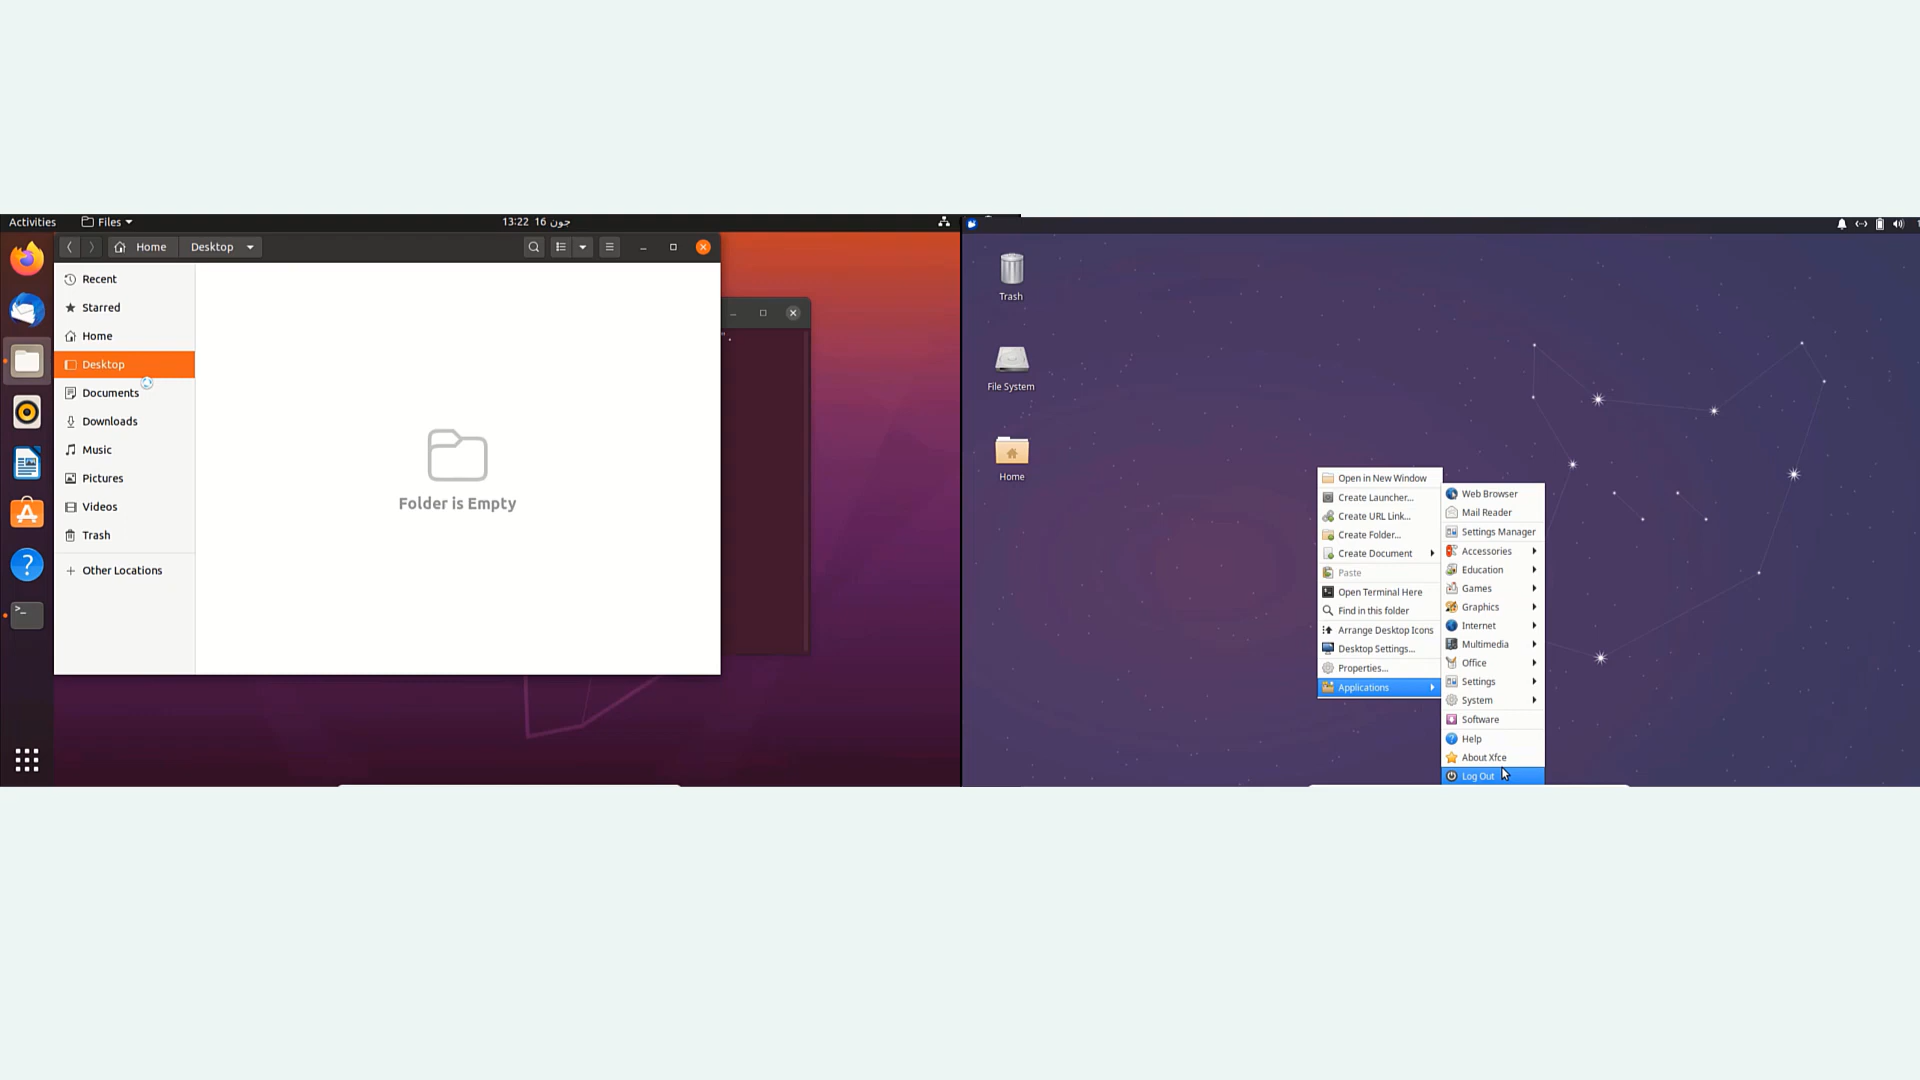 Activities
Files
جون 16  13:22
Home
Desktop
Recent
Starred
Home
Desktop
Documents
Downloads
Music
Pictures
Videos
Trash
+ Other Locations
Folder is Empty
Trash
File System
Home
Open in New Window
Create Launcher...
Create URL Link...
Create Folder...
Create Document
Paste
Open Terminal Here
Find in this folder
Arrange Desktop Icons
Desktop Settings...
Properties...
Applications
Web Browser
Mail Reader
Settings Manager
Accessories
Education
Games
Graphics
Internet
Multimedia
Office
Settings
System
Software
Help
About Xfce
Log Out